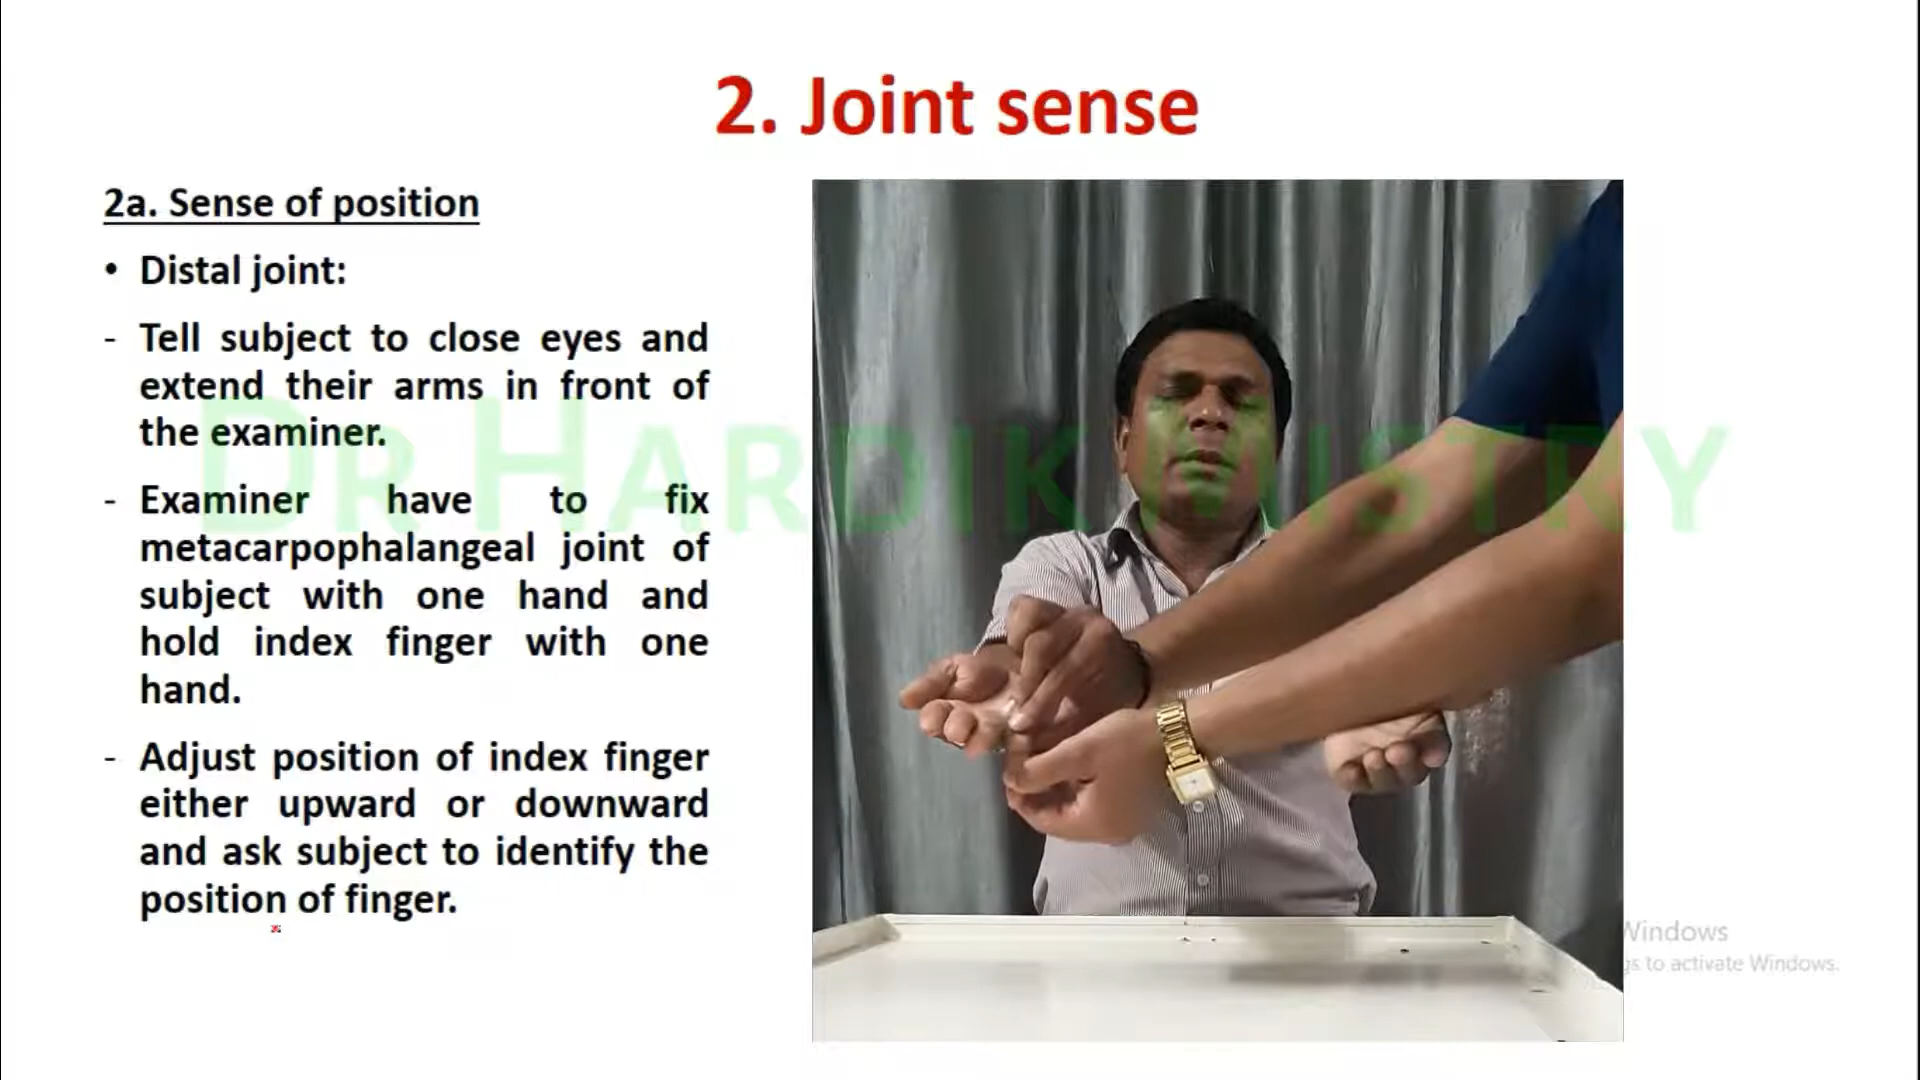 2. Joint sense
2a. Sense of position
• Distal joint:
- Tell subject to close eyes and
extend their arms in front of
the examiner.
- Examiner have to fix
metacarpophalangeal joint of
subject with one hand and
hold index finger with one
hand.
- Adjust position of index finger
either upward or downward
and ask subject to identify the
position of finger.
DR HARDIK MISTRY
Windows
to activate Windows.